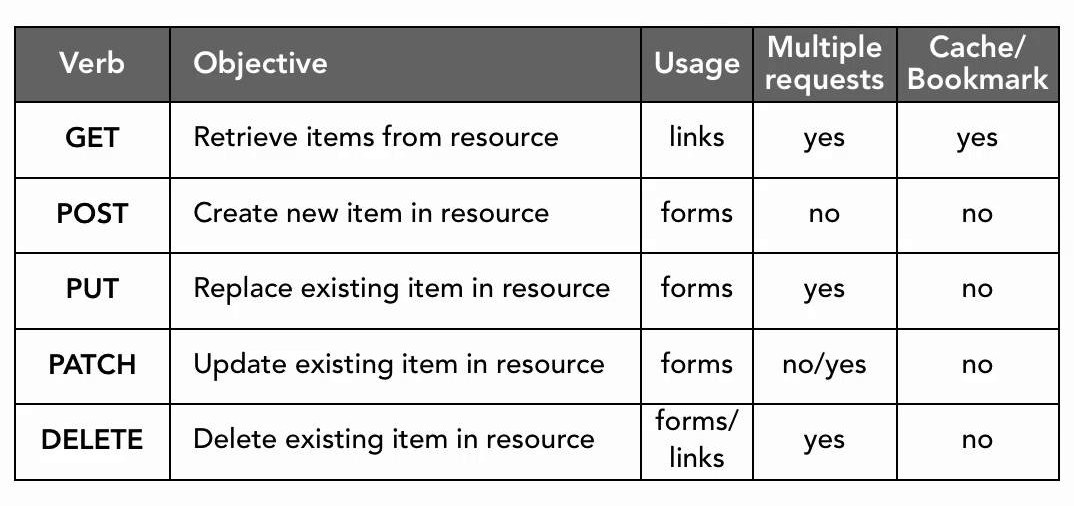 Verb Objective Usage Multiple requests Cache/ Bookmark
GET Retrieve items from resource links yes yes
POST Create new item in resource forms no no
PUT Replace existing item in resource forms yes no
PATCH Update existing item in resource forms no/yes no
DELETE Delete existing item in resource forms/ links yes no